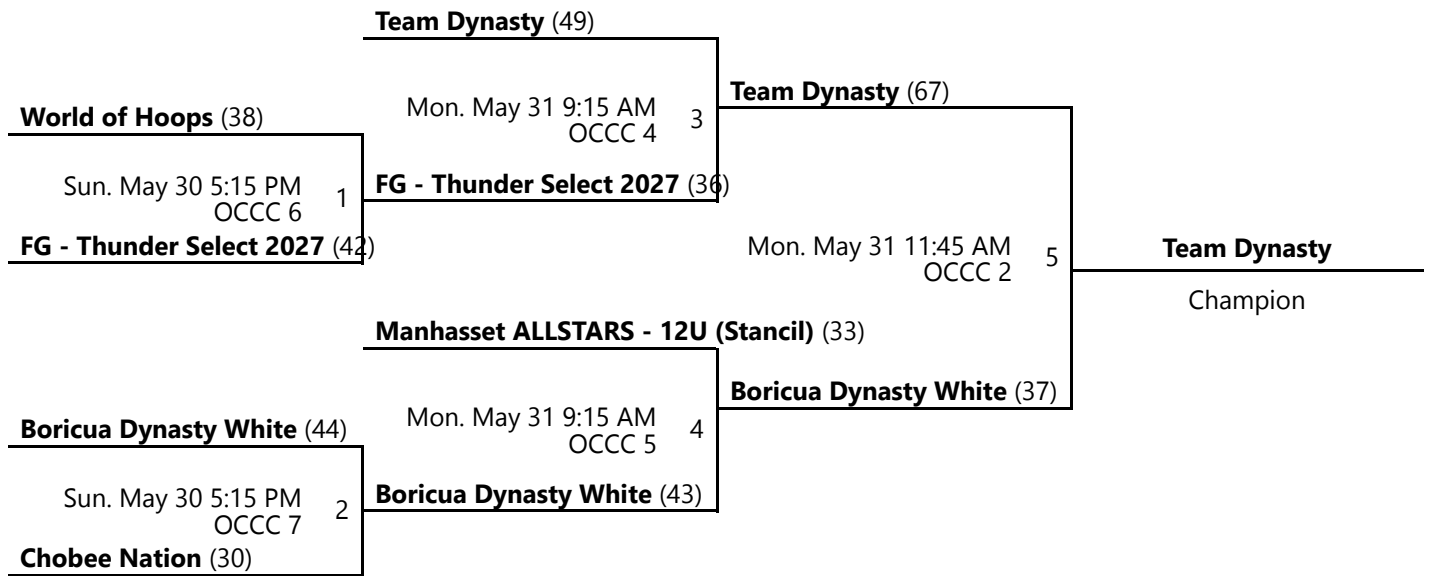 Team Dynasty (49)
Mon. May 31 9:15 AM
OCCC 4
3
Team Dynasty (67)
World of Hoops (38)
Sun. May 30 5:15 PM
OCCC 6
1
FG - Thunder Select 2027 (36)
FG - Thunder Select 2027 (42)
Mon. May 31 11:45 AM
OCCC 2
5
Team Dynasty
Champion
Manhasset ALLSTARS - 12U (Stancil) (33)
Boricua Dynasty White (37)
Mon. May 31 9:15 AM
OCCC 5
4
Boricua Dynasty White (44)
Sun. May 30 5:15 PM
OCCC 7
2
Boricua Dynasty White (43)
Chobee Nation (30)